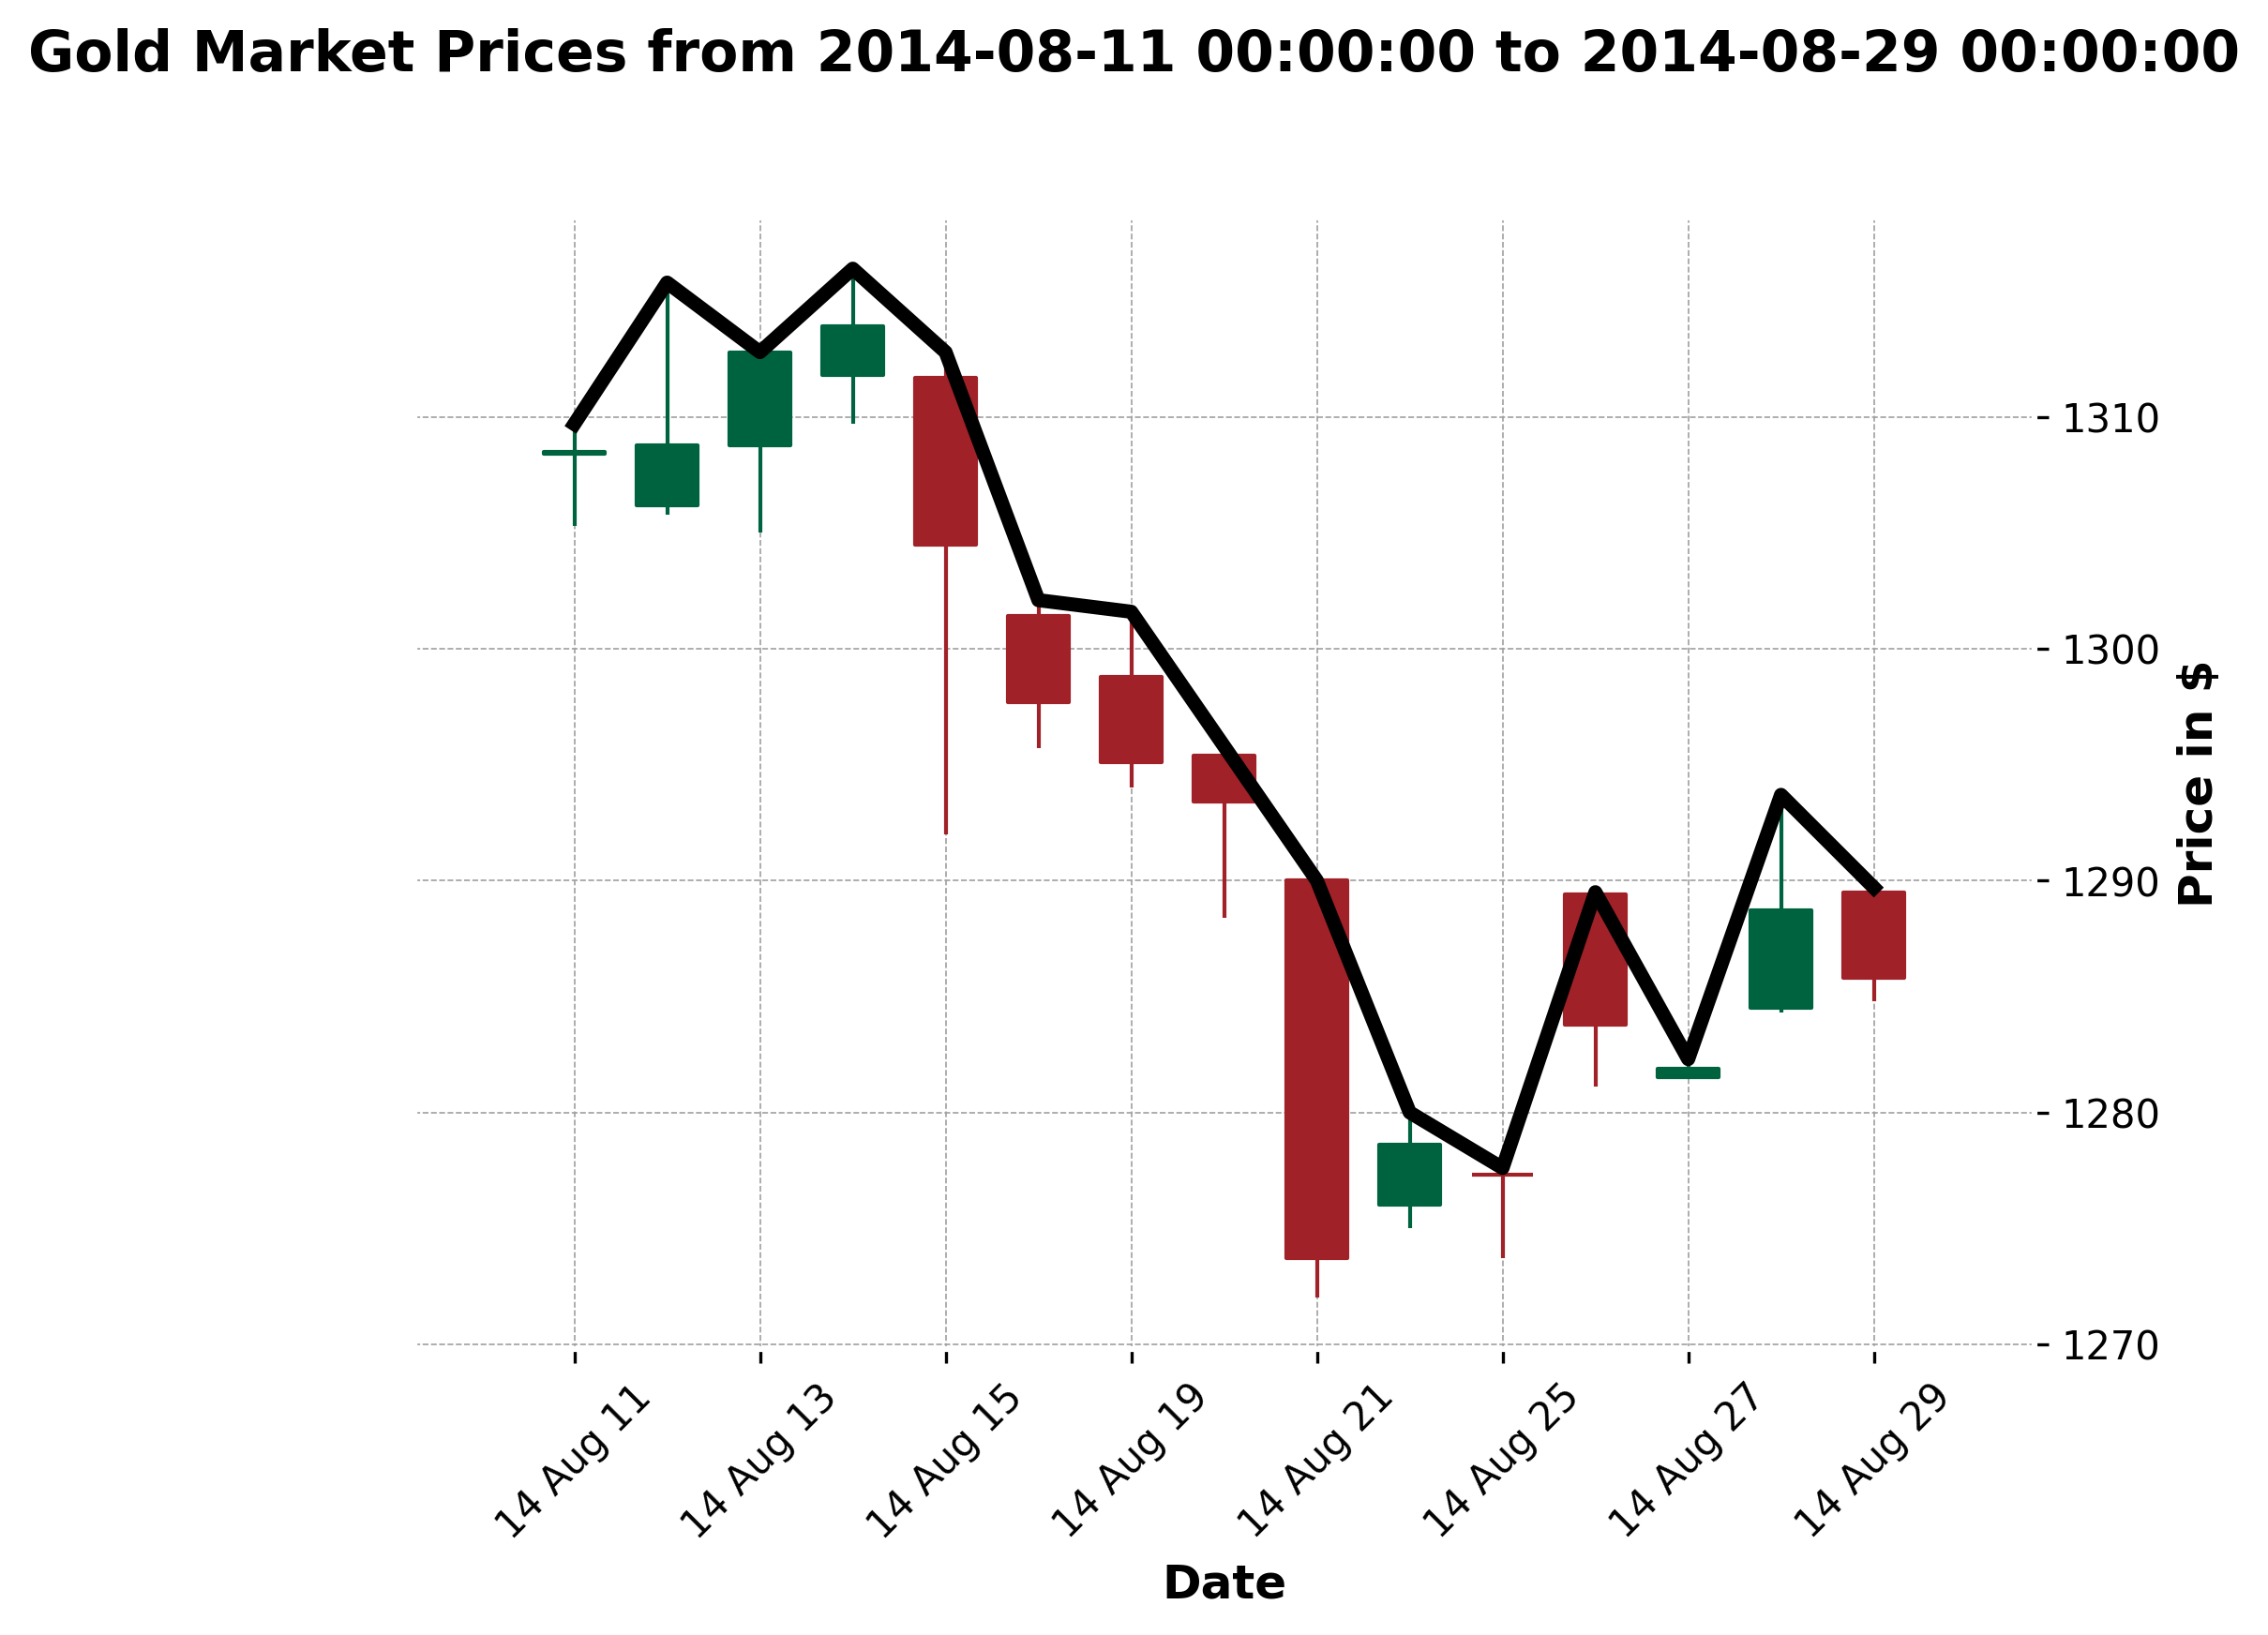 Gold Market Prices from 2014-08-11 00:00:00 to 2014-08-29 00:00:00
1310
1300
1290
1280
1270
Price in $
14 Aug 11
14 Aug 13
14 Aug 15
14 Aug 19
14 Aug 21
14 Aug 25
14 Aug 27
14 Aug 29
Date